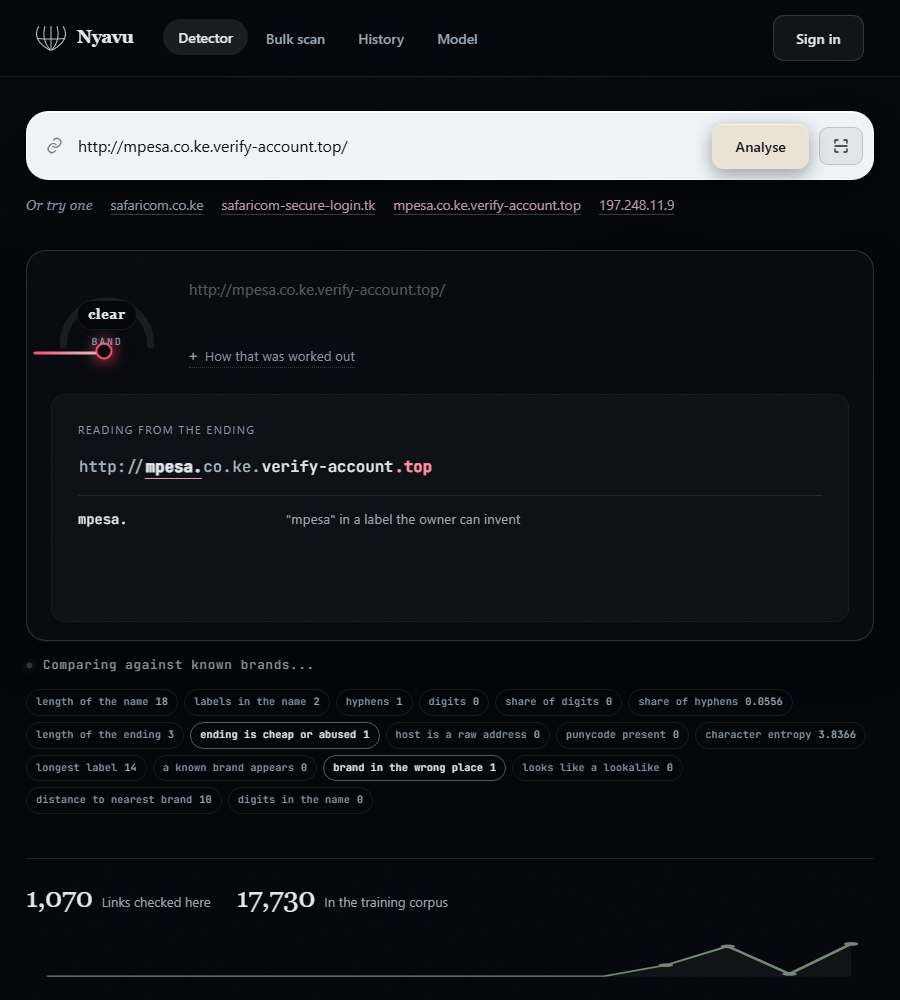 Nyavu Detector Bulk scan History Model Sign in
http://mpesa.co.ke.verify-account.top/ Analyse
Or try one safaricom.co.ke safaricom-secure-login.tk mpesa.co.ke.verify-account.top 197.248.11.9
http://mpesa.co.ke.verify-account.top/
clear
BAND
+ How that was worked out
READING FROM THE ENDING
http://mpesa.co.ke.verify-account.top
mpesa. "mpesa" in a label the owner can invent
Comparing against known brands...
length of the name 18 labels in the name 2 hyphens 1 digits 0 share of digits 0 share of hyphens 0.0556
length of the ending 3 ending is cheap or abused 1 host is a raw address 0 punycode present 0 character entropy 3.8366
longest label 14 a known brand appears 0 brand in the wrong place 1 looks like a lookalike 0
distance to nearest brand 10 digits in the name 0
1,070 Links checked here 17,730 In the training corpus